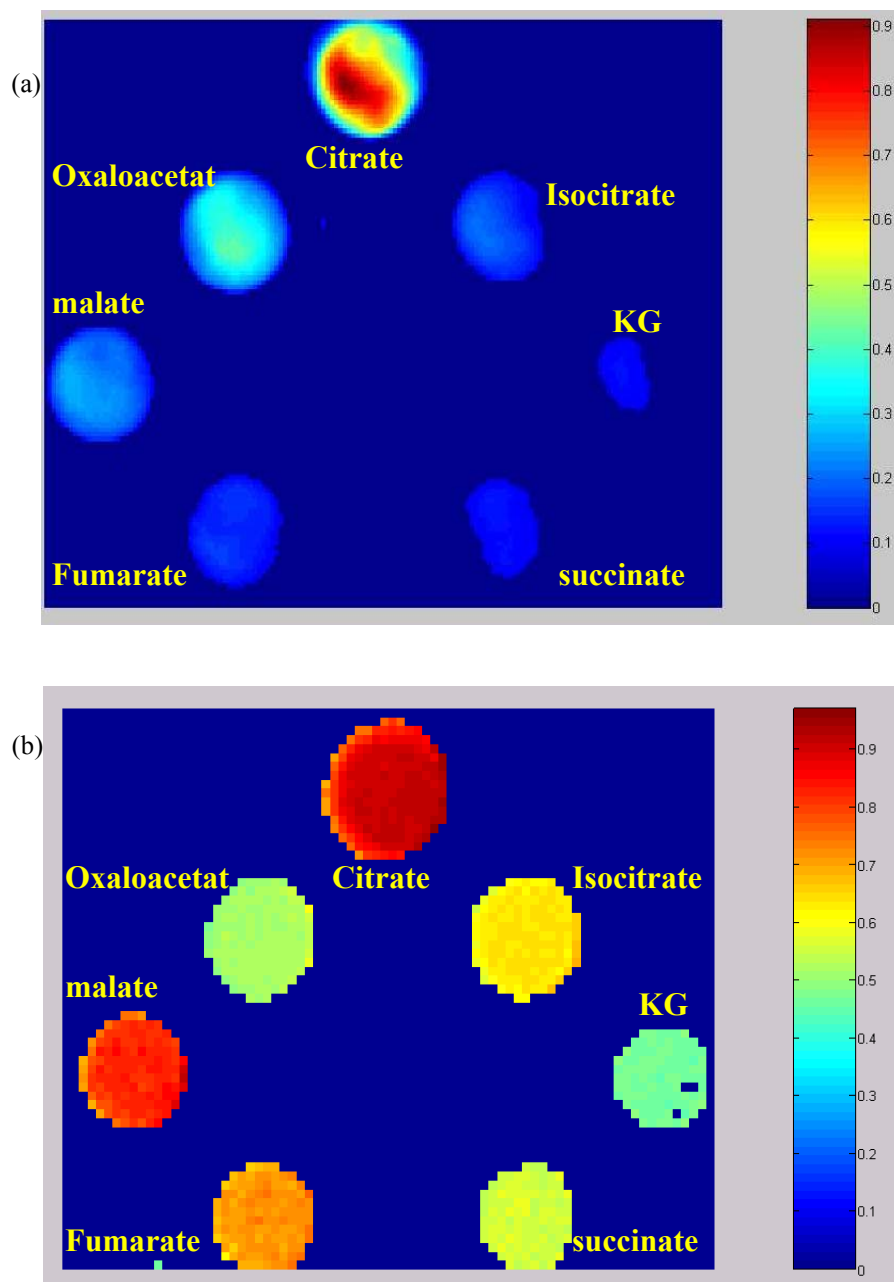 (a)
Citrate
Oxaloacetat
Isocitrate
malate
KG
Fumarate
succinate
0.9
0.8
0.7
0.6
0.5
0.4
0.3
0.2
0.1
0
(b)
Oxaloacetat
Citrate
Isocitrate
malate
KG
Fumarate
succinate
0.9
0.8
0.7
0.6
0.5
0.4
0.3
0.2
0.1
0